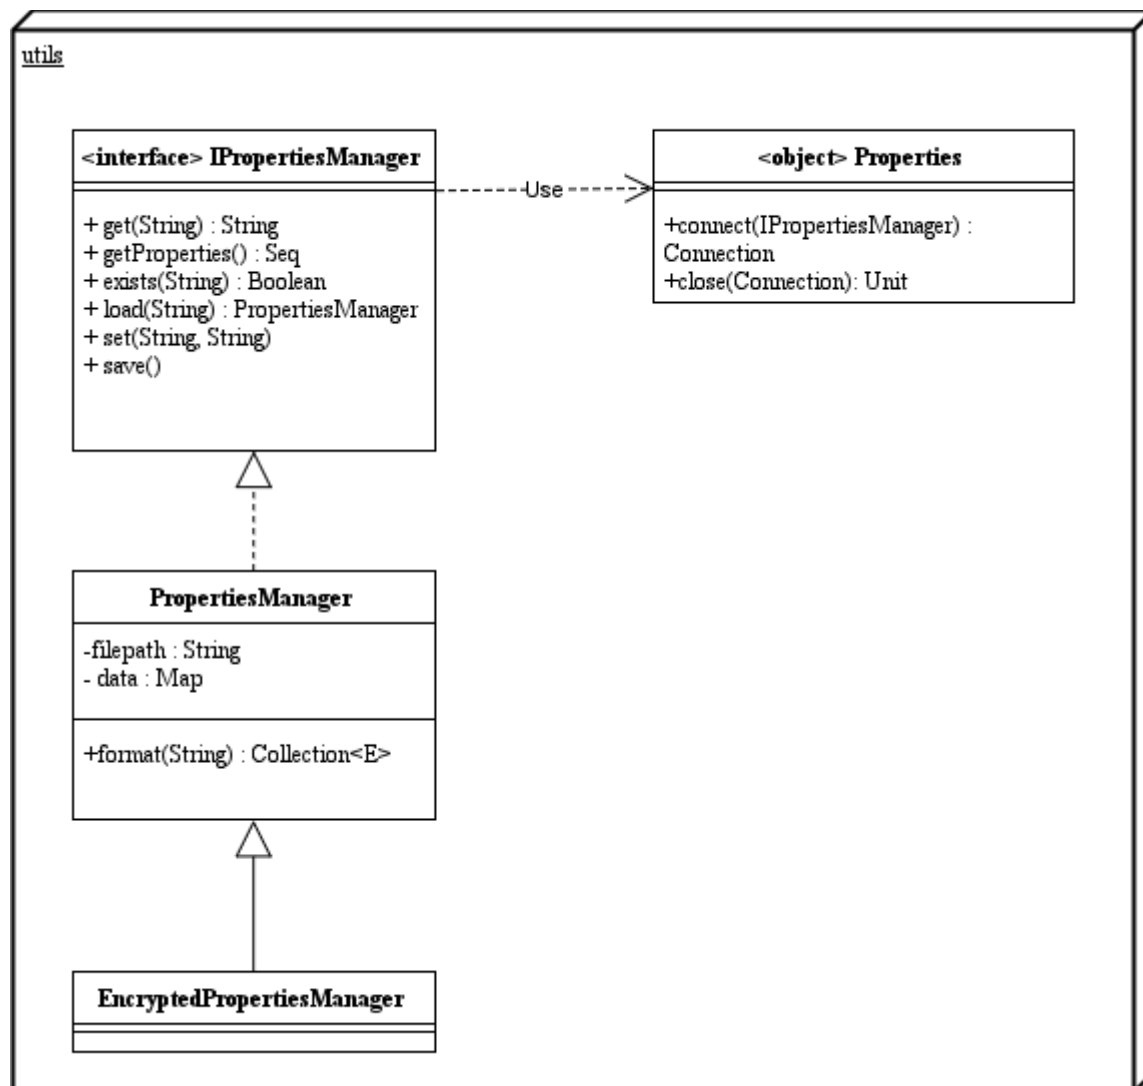 utils
<interface> IPropertiesManager
+ get(String) : String
+ getProperties() : Seq
+ exists(String) : Boolean
+ load(String) : PropertiesManager
+ set(String, String)
+ save()
Use
<object> Properties
+connect(IPropertiesManager) :
Connection
+close(Connection): Unit
PropertiesManager
-filepath : String
- data : Map
+format(String) : Collection<E>
EncryptedPropertiesManager